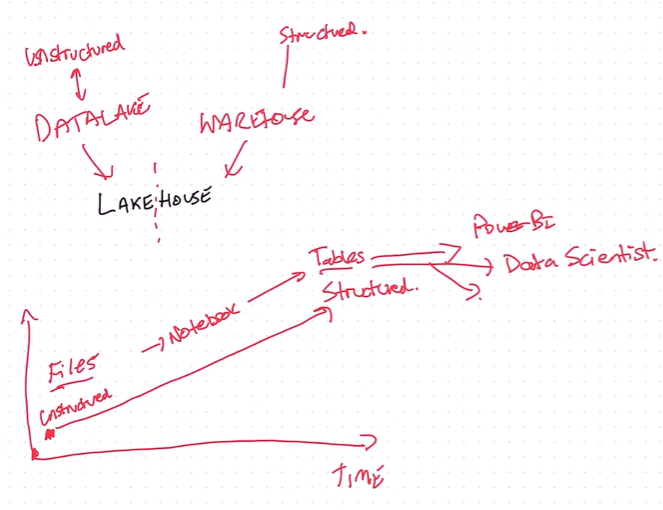 Unstructured
Structured.
DATALAKE
WAREHOUSE
LAKEHOUSE
Power BI
Tables
Data Scientist.
Structured.
→ Notebook
Files
Unstructured
TIME